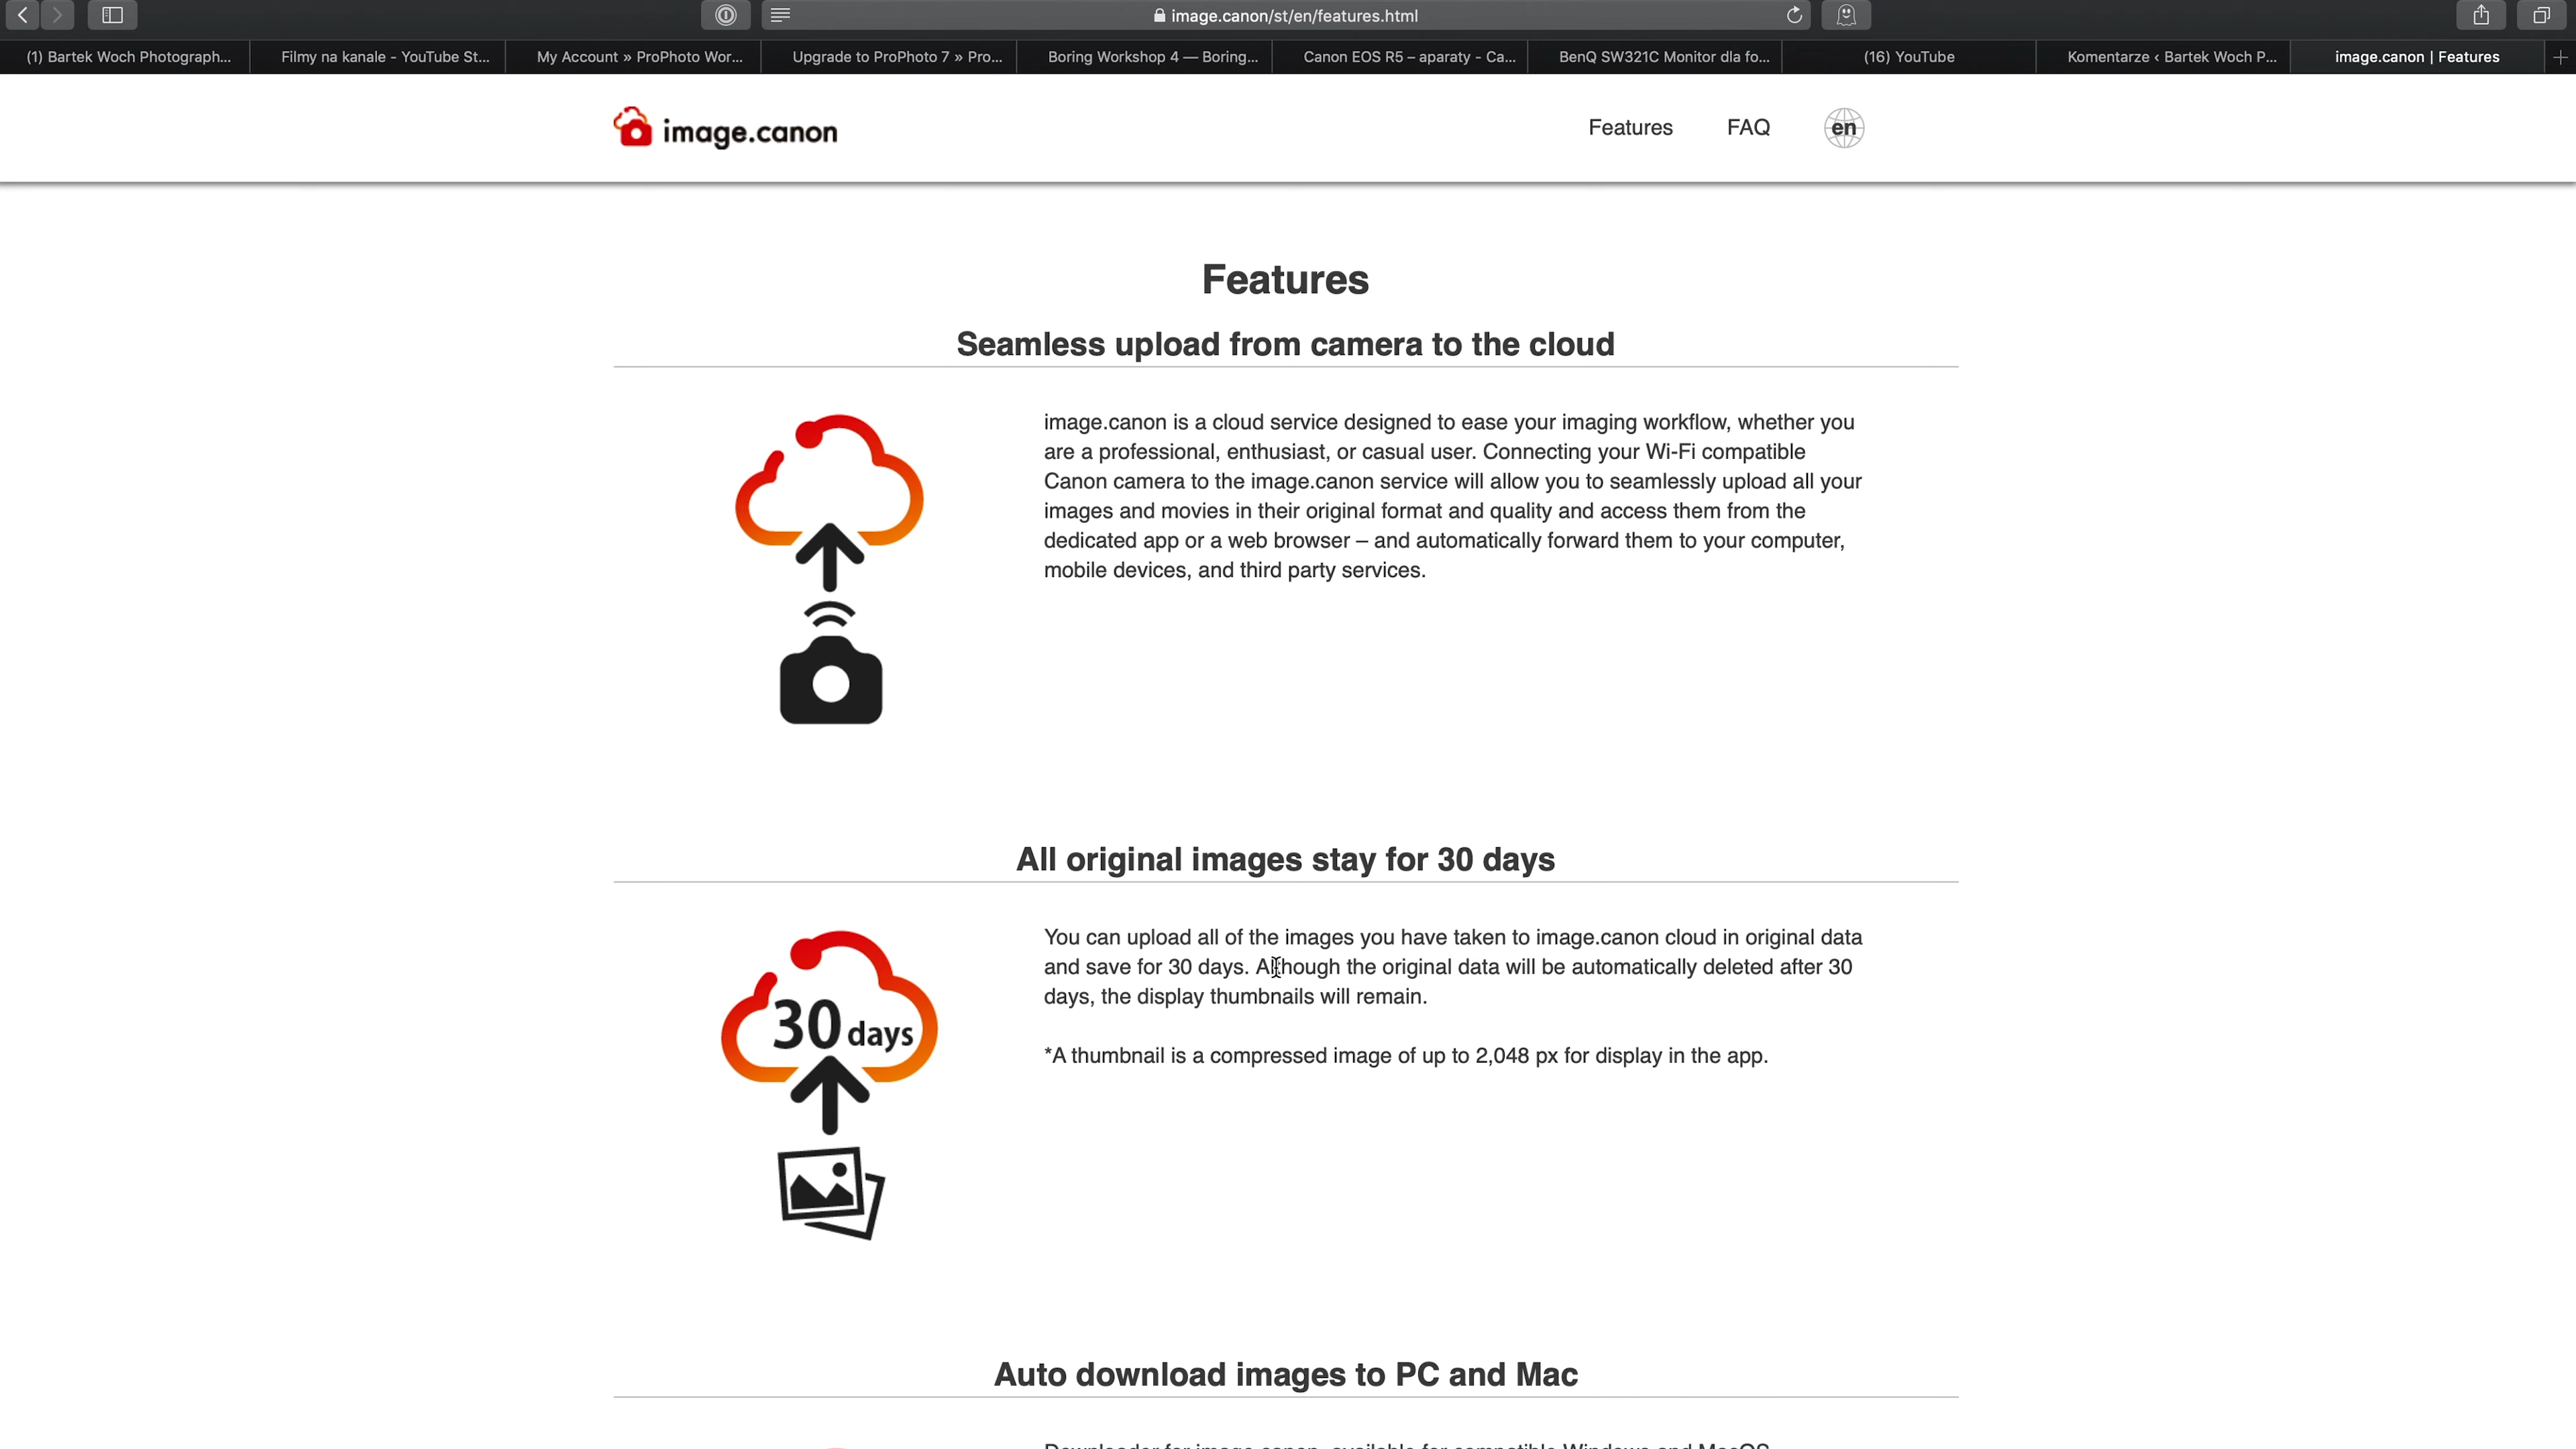 image.canon/st/en/features.html
(1) Bartek Woch Photograph...
Filmy na kanale - YouTube St...
My Account » ProPhoto Wor...
Upgrade to ProPhoto 7 » Pro...
Boring Workshop 4 — Boring...
Canon EOS R5 – aparaty - Ca...
BenQ SW321C Monitor dla fo...
(16) YouTube
Komentarze ‹ Bartek Woch P...
image.canon | Features
image.canon
Features
FAQ
en
Features
Seamless upload from camera to the cloud
image.canon is a cloud service designed to ease your imaging workflow, whether you
are a professional, enthusiast, or casual user. Connecting your Wi-Fi compatible
Canon camera to the image.canon service will allow you to seamlessly upload all your
images and movies in their original format and quality and access them from the
dedicated app or a web browser – and automatically forward them to your computer,
mobile devices, and third party services.
All original images stay for 30 days
30 days
You can upload all of the images you have taken to image.canon cloud in original data
and save for 30 days. Although the original data will be automatically deleted after 30
days, the display thumbnails will remain.
*A thumbnail is a compressed image of up to 2,048 px for display in the app.
Auto download images to PC and Mac
Downloader for image.canon, available for compatible Windows and MacOS